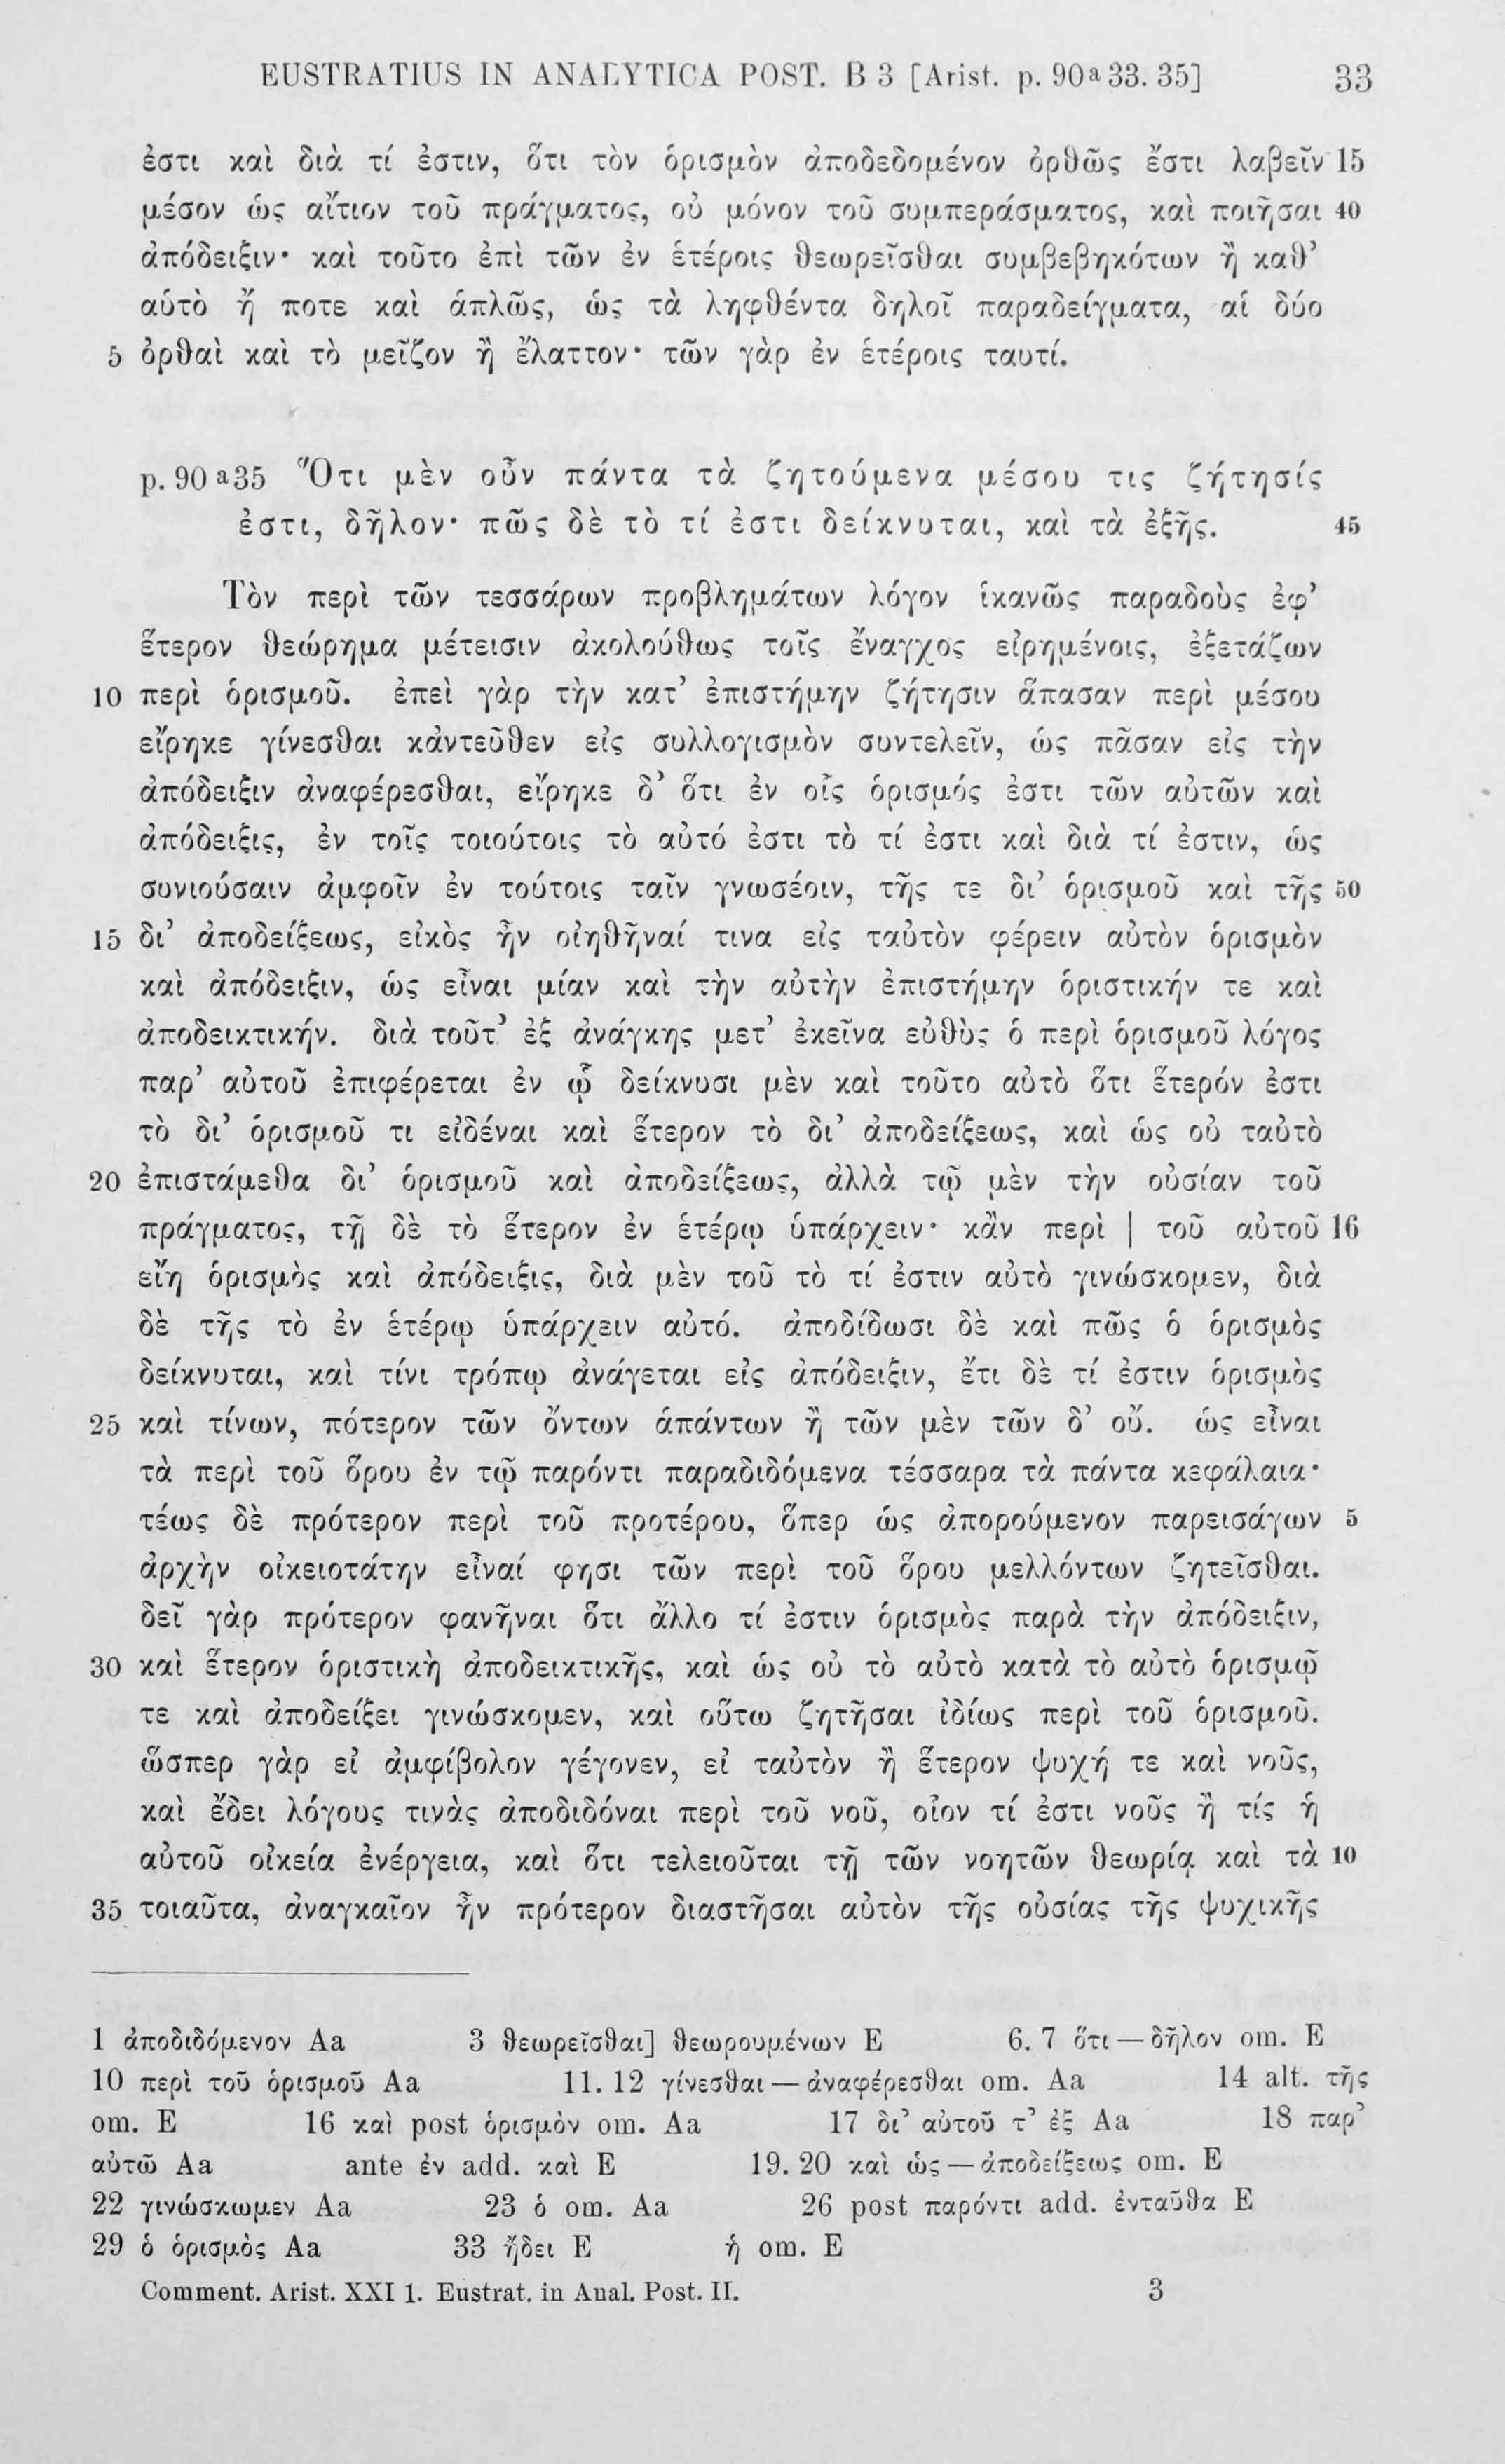 EUSTRATIUS IN ANALYTICA POST. B 3 [Arist. p. 90ª 33. 35] 33
ἐστι καὶ διὰ τί ἐστιν, ὅτι τὸν ὁρισμὸν ἀποδεδομένον ὀρθῶς ἔστι λαβεῖν 15
μέσον ὡς αἴτιον τοῦ πράγματος, οὐ μόνον τοῦ συμπεράσματος, καὶ ποιῆσαι 40
ἀπόδειξιν· καὶ τοῦτο ἐπὶ τῶν ἐν ἑτέροις θεωρεῖσθαι συμβεβηκότων ἢ καθ’
αὑτὸ ἤ ποτε καὶ ἁπλῶς, ὡς τὰ ληφθέντα δηλοῖ παραδείγματα, αἱ δύο
5 ὀρθαὶ καὶ τὸ μεῖζον ἢ ἔλαττον· τῶν γὰρ ἐν ἑτέροις ταυτί.
p. 90 ª35 Ὅτι μὲν οὖν πάντα τὰ ζητούμενα μέσου τις ζήτησίς
ἐστι, δῆλον· πῶς δὲ τὸ τί ἐστι δείκνυται, καὶ τὰ ἑξῆς. 45
Τὸν περὶ τῶν τεσσάρων προβλημάτων λόγον ἱκανῶς παραδοὺς ἐφ’
ἕτερον θεώρημα μέτεισιν ἀκολούθως τοῖς ἔναγχος εἰρημένοις, ἐξετάζων
10 περὶ ὁρισμοῦ. ἐπεὶ γὰρ τὴν κατ’ ἐπιστήμην ζήτησιν ἅπασαν περὶ μέσου
εἴρηκε γίνεσθαι κἀντεῦθεν εἰς συλλογισμὸν συντελεῖν, ὡς πᾶσαν εἰς τὴν
ἀπόδειξιν ἀναφέρεσθαι, εἴρηκε δ’ ὅτι ἐν οἷς ὁρισμός ἐστι τῶν αὐτῶν καὶ
ἀπόδειξις, ἐν τοῖς τοιούτοις τὸ αὐτό ἐστι τὸ τί ἐστι καὶ διὰ τί ἐστιν, ὡς
συνιούσαιν ἀμφοῖν ἐν τούτοις ταῖν γνωσέοιν, τῆς τε δι’ ὁρισμοῦ καὶ τῆς 50
15 δι’ ἀποδείξεως, εἰκὸς ἦν οἰηθῆναί τινα εἰς ταὐτὸν φέρειν αὐτὸν ὁρισμὸν
καὶ ἀπόδειξιν, ὡς εἶναι μίαν καὶ τὴν αὐτὴν ἐπιστήμην ὁριστικήν τε καὶ
ἀποδεικτικήν. διὰ τοῦτ’ ἐξ ἀνάγκης μετ’ ἐκεῖνα εὐθὺς ὁ περὶ ὁρισμοῦ λόγος
παρ’ αὐτοῦ ἐπιφέρεται ἐν ᾧ δείκνυσι μὲν καὶ τοῦτο αὐτὸ ὅτι ἕτερόν ἐστι
τὸ δι’ ὁρισμοῦ τι εἰδέναι καὶ ἕτερον τὸ δι’ ἀποδείξεως, καὶ ὡς οὐ ταὐτὸ
20 ἐπιστάμεθα δι’ ὁρισμοῦ καὶ ἀποδείξεως, ἀλλὰ τῷ μὲν τὴν οὐσίαν τοῦ
πράγματος, τῇ δὲ τὸ ἕτερον ἐν ἑτέρῳ ὑπάρχειν· κἂν περὶ | τοῦ αὐτοῦ 16
εἴη ὁρισμὸς καὶ ἀπόδειξις, διὰ μὲν τοῦ τὸ τί ἐστιν αὐτὸ γινώσκομεν, διὰ
δὲ τῆς τὸ ἐν ἑτέρῳ ὑπάρχειν αὐτό. ἀποδίδωσι δὲ καὶ πῶς ὁ ὁρισμὸς
δείκνυται, καὶ τίνι τρόπῳ ἀνάγεται εἰς ἀπόδειξιν, ἔτι δὲ τί ἐστιν ὁρισμὸς
25 καὶ τίνων, πότερον τῶν ὄντων ἁπάντων ἢ τῶν μὲν τῶν δ’ οὔ. ὡς εἶναι
τὰ περὶ τοῦ ὅρου ἐν τῷ παρόντι παραδιδόμενα τέσσαρα τὰ πάντα κεφάλαια·
τέως δὲ πρότερον περὶ τοῦ προτέρου, ὅπερ ὡς ἀπορούμενον παρεισάγων 5
ἀρχὴν οἰκειοτάτην εἶναί φησι τῶν περὶ τοῦ ὅρου μελλόντων ζητεῖσθαι.
δεῖ γὰρ πρότερον φανῆναι ὅτι ἄλλο τί ἐστιν ὁρισμὸς παρὰ τὴν ἀπόδειξιν,
30 καὶ ἕτερον ὁριστικὴ ἀποδεικτικῆς, καὶ ὡς οὐ τὸ αὐτὸ κατὰ τὸ αὐτὸ ὁρισμῷ
τε καὶ ἀποδείξει γινώσκομεν, καὶ οὕτω ζητῆσαι ἰδίως περὶ τοῦ ὁρισμοῦ.
ὥσπερ γὰρ εἰ ἀμφίβολον γέγονεν, εἰ ταὐτὸν ἢ ἕτερον ψυχή τε καὶ νοῦς,
καὶ ἔδει λόγους τινὰς ἀποδιδόναι περὶ τοῦ νοῦ, οἷον τί ἐστι νοῦς ἢ τίς ἡ
αὐτοῦ οἰκεία ἐνέργεια, καὶ ὅτι τελειοῦται τῇ τῶν νοητῶν θεωρίᾳ καὶ τὰ 10
35 τοιαῦτα, ἀναγκαῖον ἦν πρότερον διαστῆσαι αὐτὸν τῆς οὐσίας τῆς ψυχικῆς
1 ἀποδιδόμενον Aa 3 θεωρεῖσθαι] θεωρουμένων E 6. 7 ὅτι — δῆλον om. E
10 περὶ τοῦ ὁρισμοῦ Aa 11. 12 γίνεσθαι — ἀναφέρεσθαι om. Aa 14 alt. τῆς
om. E 16 καὶ post ὁρισμὸν om. Aa 17 δι’ αὐτοῦ τ’ ἐξ Aa 18 παρ’
αὐτῶ Aa ante ἐν add. καὶ E 19. 20 καὶ ὡς — ἀποδείξεως om. E
22 γινώσκωμεν Aa 23 ὁ om. Aa 26 post παρόντι add. ἐνταῦθα E
29 ὁ ὁρισμὸς Aa 33 ἤδει E ἡ om. E
Comment. Arist. XXI 1. Eustrat. in Anal. Post. II. 3